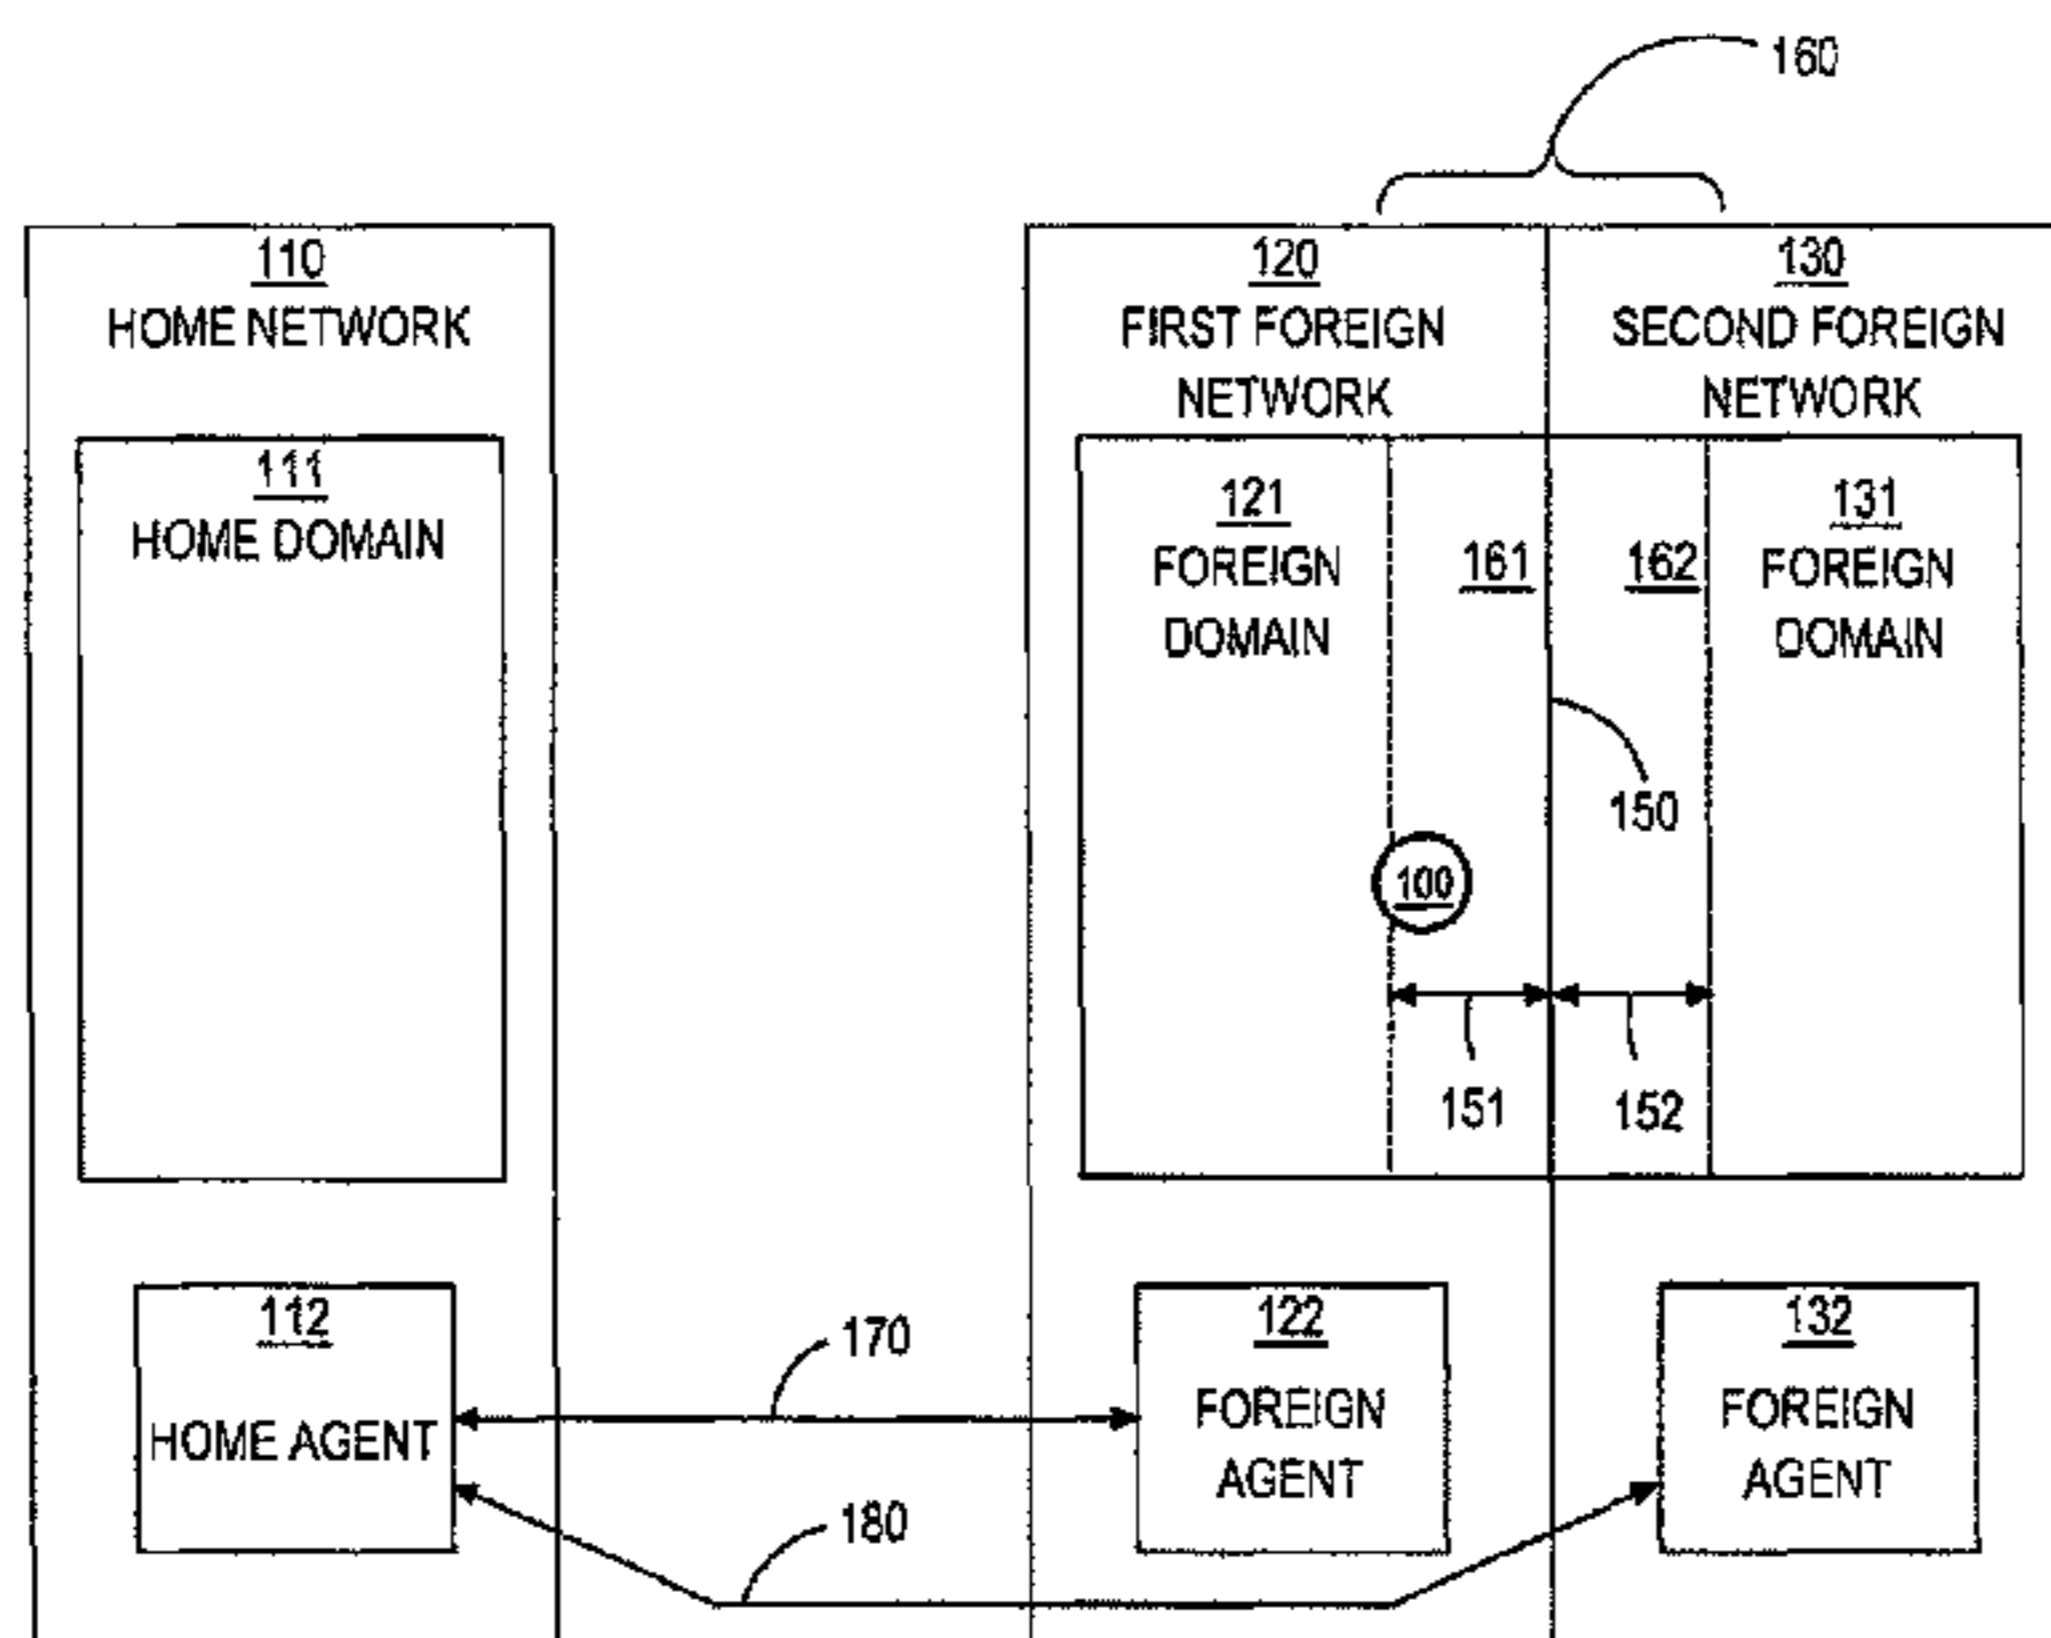 160
110
HOME NETWORK
111
HOME DOMAIN
120
FIRST FOREIGN
NETWORK
130
SECOND FOREIGN
NETWORK
121
FOREIGN
DOMAIN
161
162
131
FOREIGN
DOMAIN
150
100
151
152
112
HOME AGENT
170
180
122
FOREIGN
AGENT
132
FOREIGN
AGENT